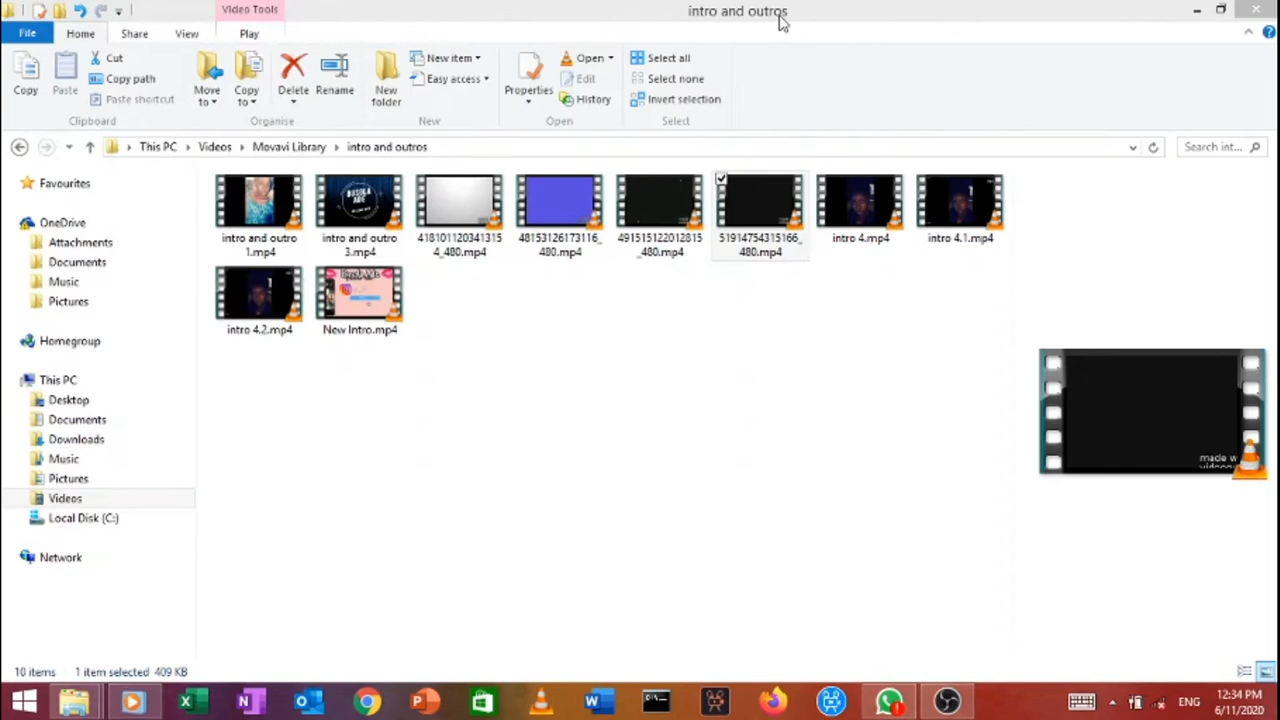 Video Tools
intro and outros
File
Home
Share
View
Play
Copy
Paste
Cut
Copy path
Paste shortcut
Clipboard
Move to
Copy to
Delete
Rename
Organise
New folder
New item
Easy access
New
Properties
Open
Edit
History
Open
Select all
Select none
Invert selection
Select
This PC
Videos
Movavi Library
intro and outros
Search int...
Favourites
OneDrive
Attachments
Documents
Music
Pictures
Homegroup
This PC
Desktop
Documents
Downloads
Music
Pictures
Videos
Local Disk (C:)
Network
intro and outro
1.mp4
intro and outro
3.mp4
418101120341315
4_480.mp4
48153126173116_
480.mp4
491515122012815
_480.mp4
51914754315166_
480.mp4
intro 4.mp4
intro 4.1.mp4
intro 4.2.mp4
New Intro.mp4
made w
10 items
1 item selected 409 KB
ENG
12:34 PM
6/11/2020